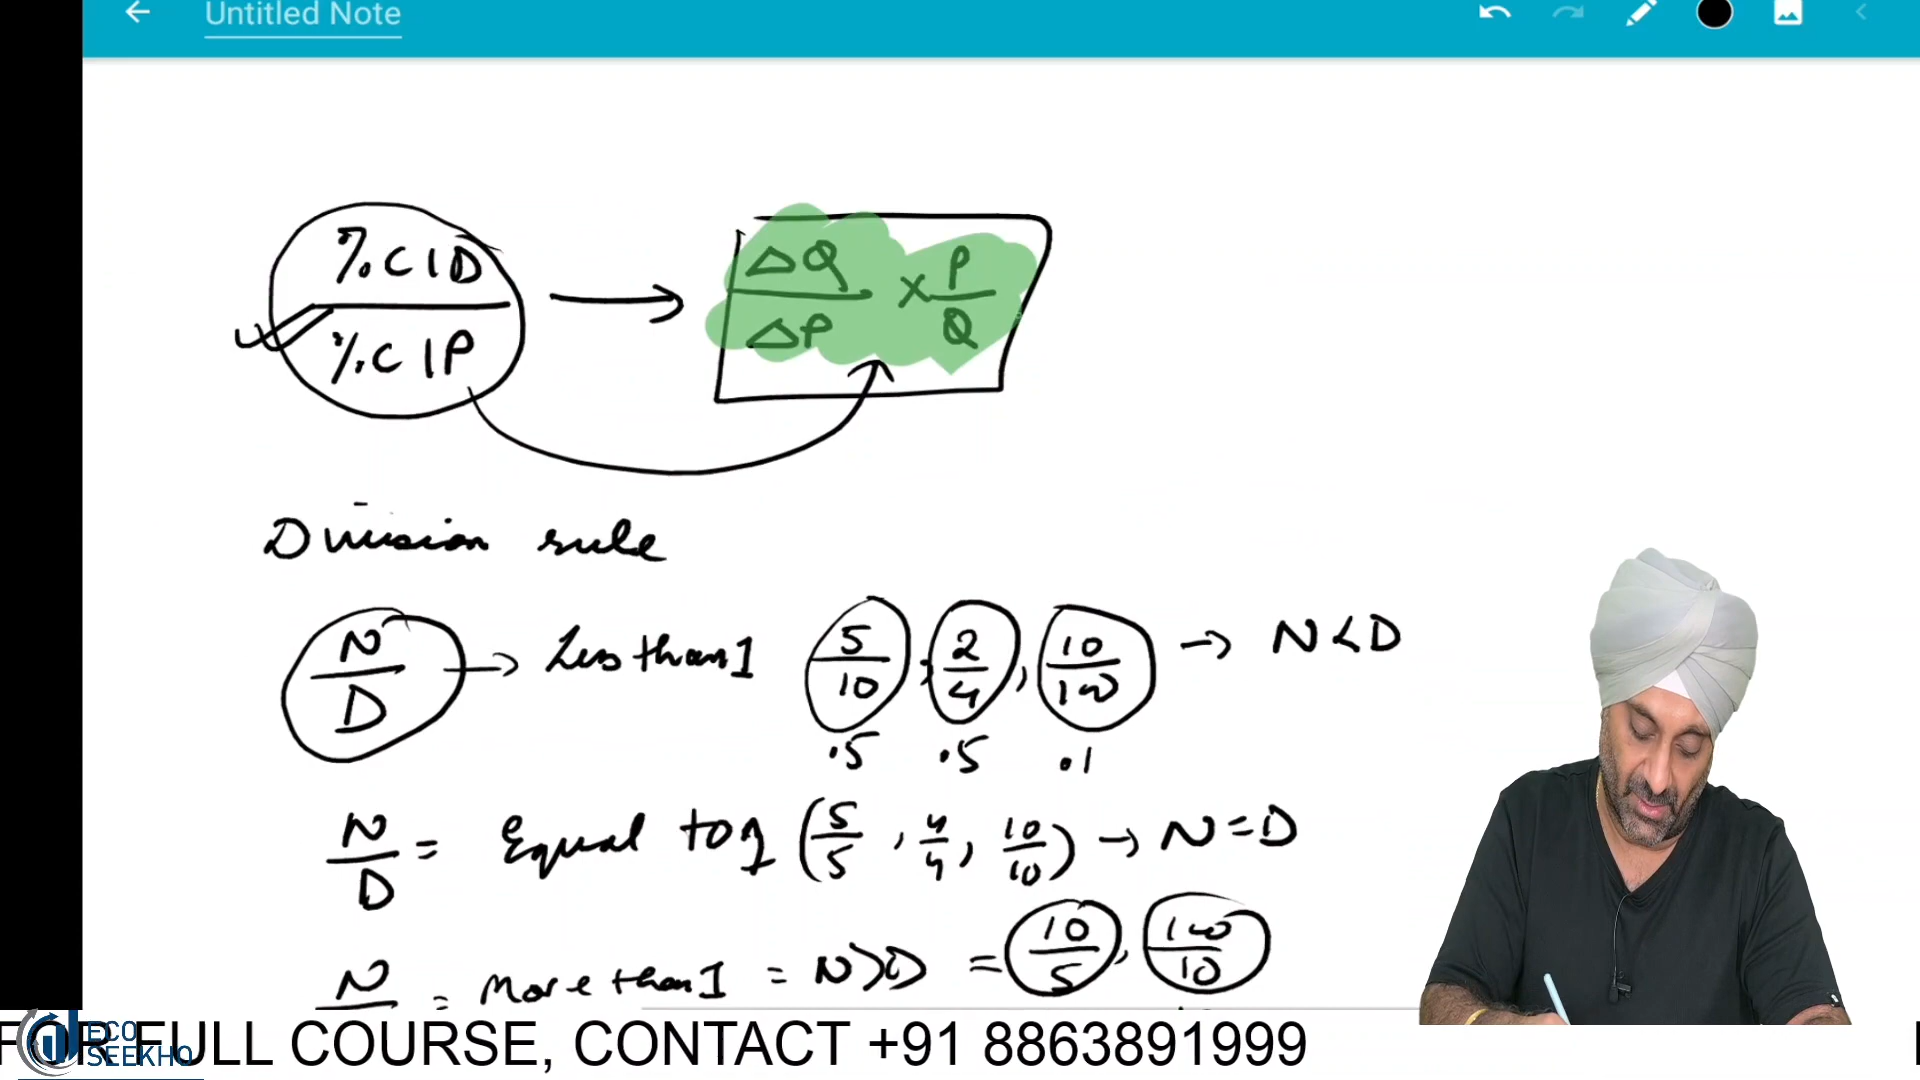 Untitled Note
%CID
%CIP
ΔQ
ΔP
× P
Q
Division rule
N
D
→ Less than 1
5
10
,
2
4
,
10
100
→ N<D
.5 .5 .1
N
D
= Equal to 1 (5/5, 4/4, 10/10) → N=D
N = More than 1 = N>D = 10/5, 100/10
FOR FULL COURSE, CONTACT +91 8863891999
ECO
SEEKHO